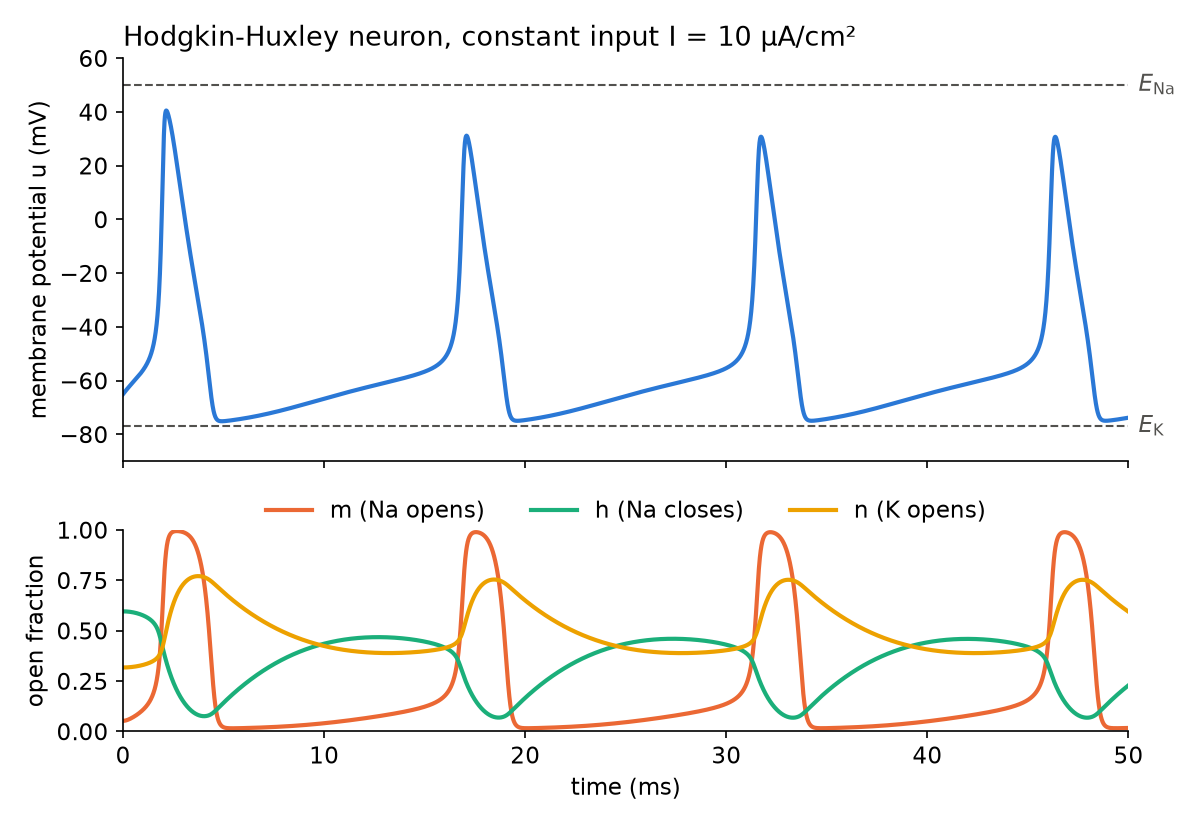 Hodgkin-Huxley neuron, constant input I = 10 µA/cm²
membrane potential u (mV)
60
40
20
0
−20
−40
−60
−80
E_Na
E_K
m (Na opens) h (Na closes) n (K opens)
open fraction
1.00
0.75
0.50
0.25
0.00
0 10 20 30 40 50
time (ms)